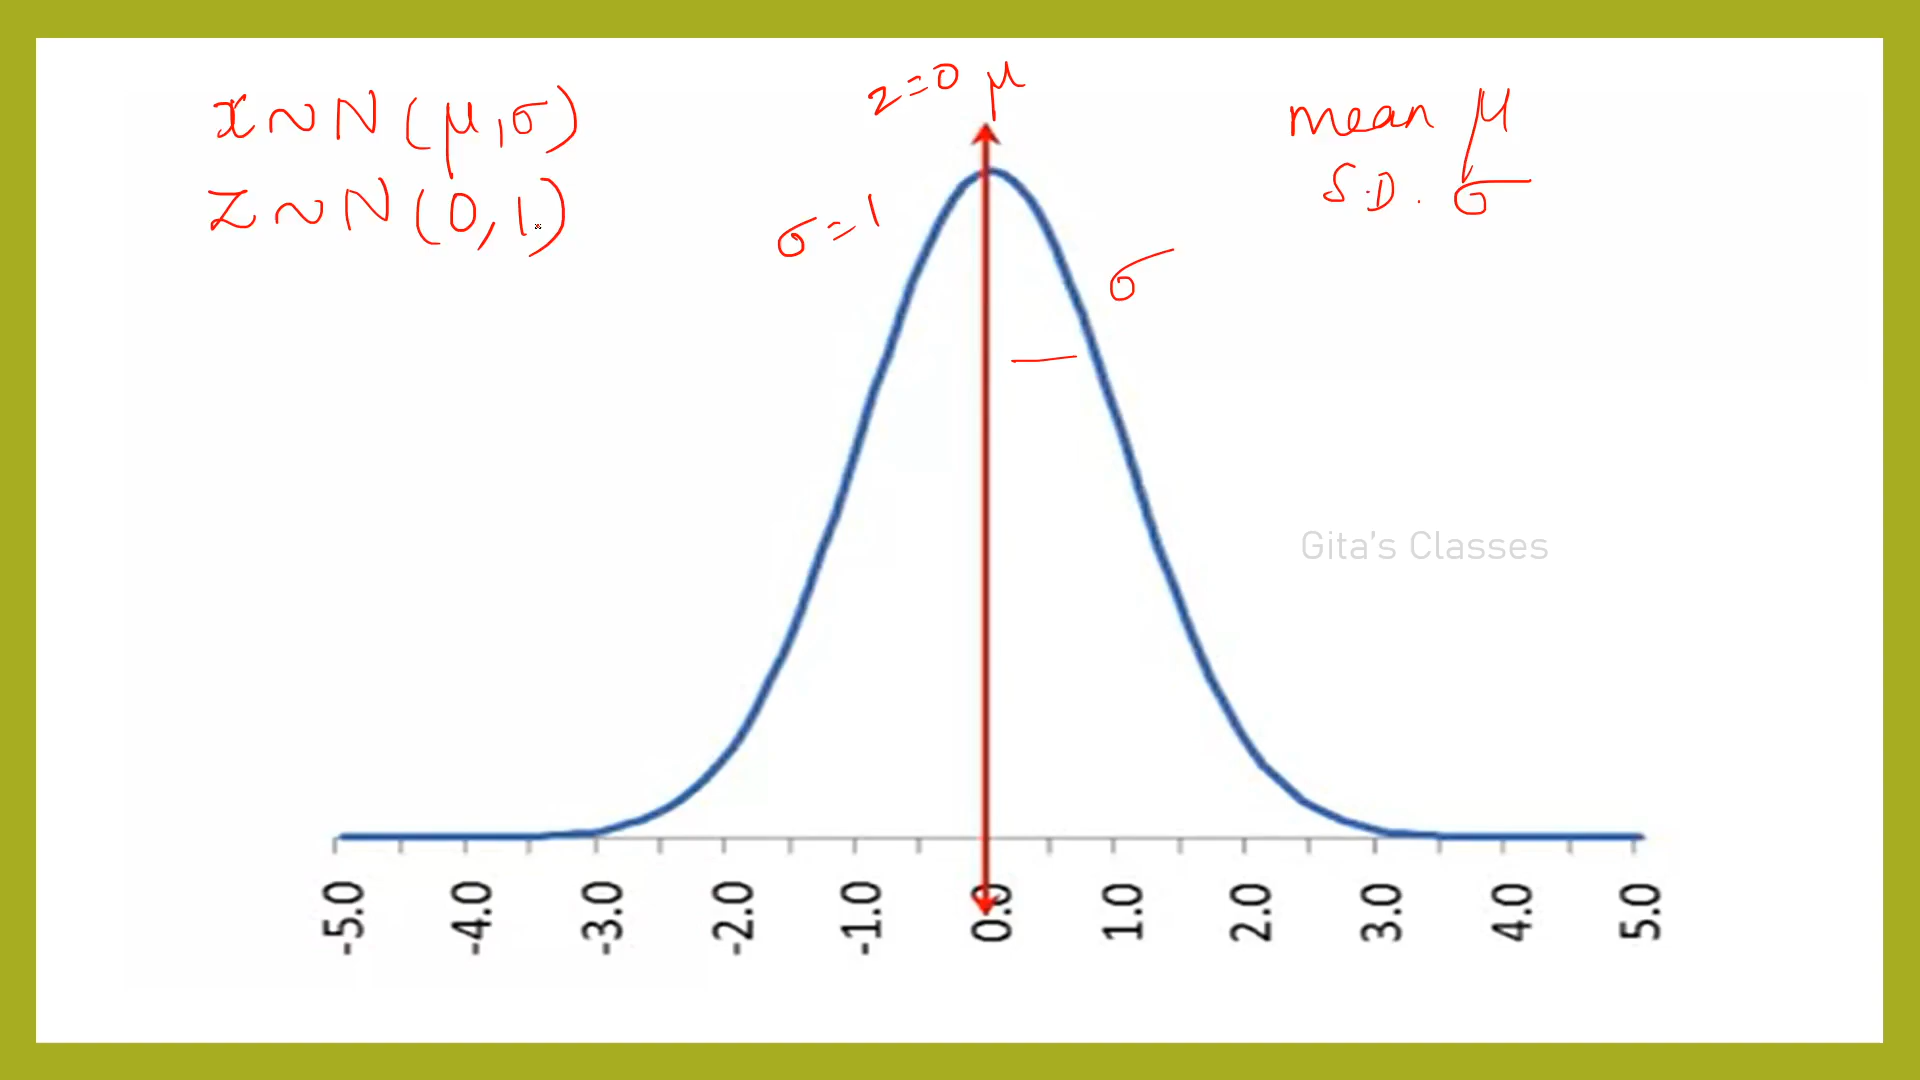 x ~ N (μ, σ)
z ~ N (0, 1)
z = 0 μ
mean μ
S.D. σ
σ = 1
σ
Gita's Classes
-5.0 -4.0 -3.0 -2.0 -1.0 0.0 1.0 2.0 3.0 4.0 5.0